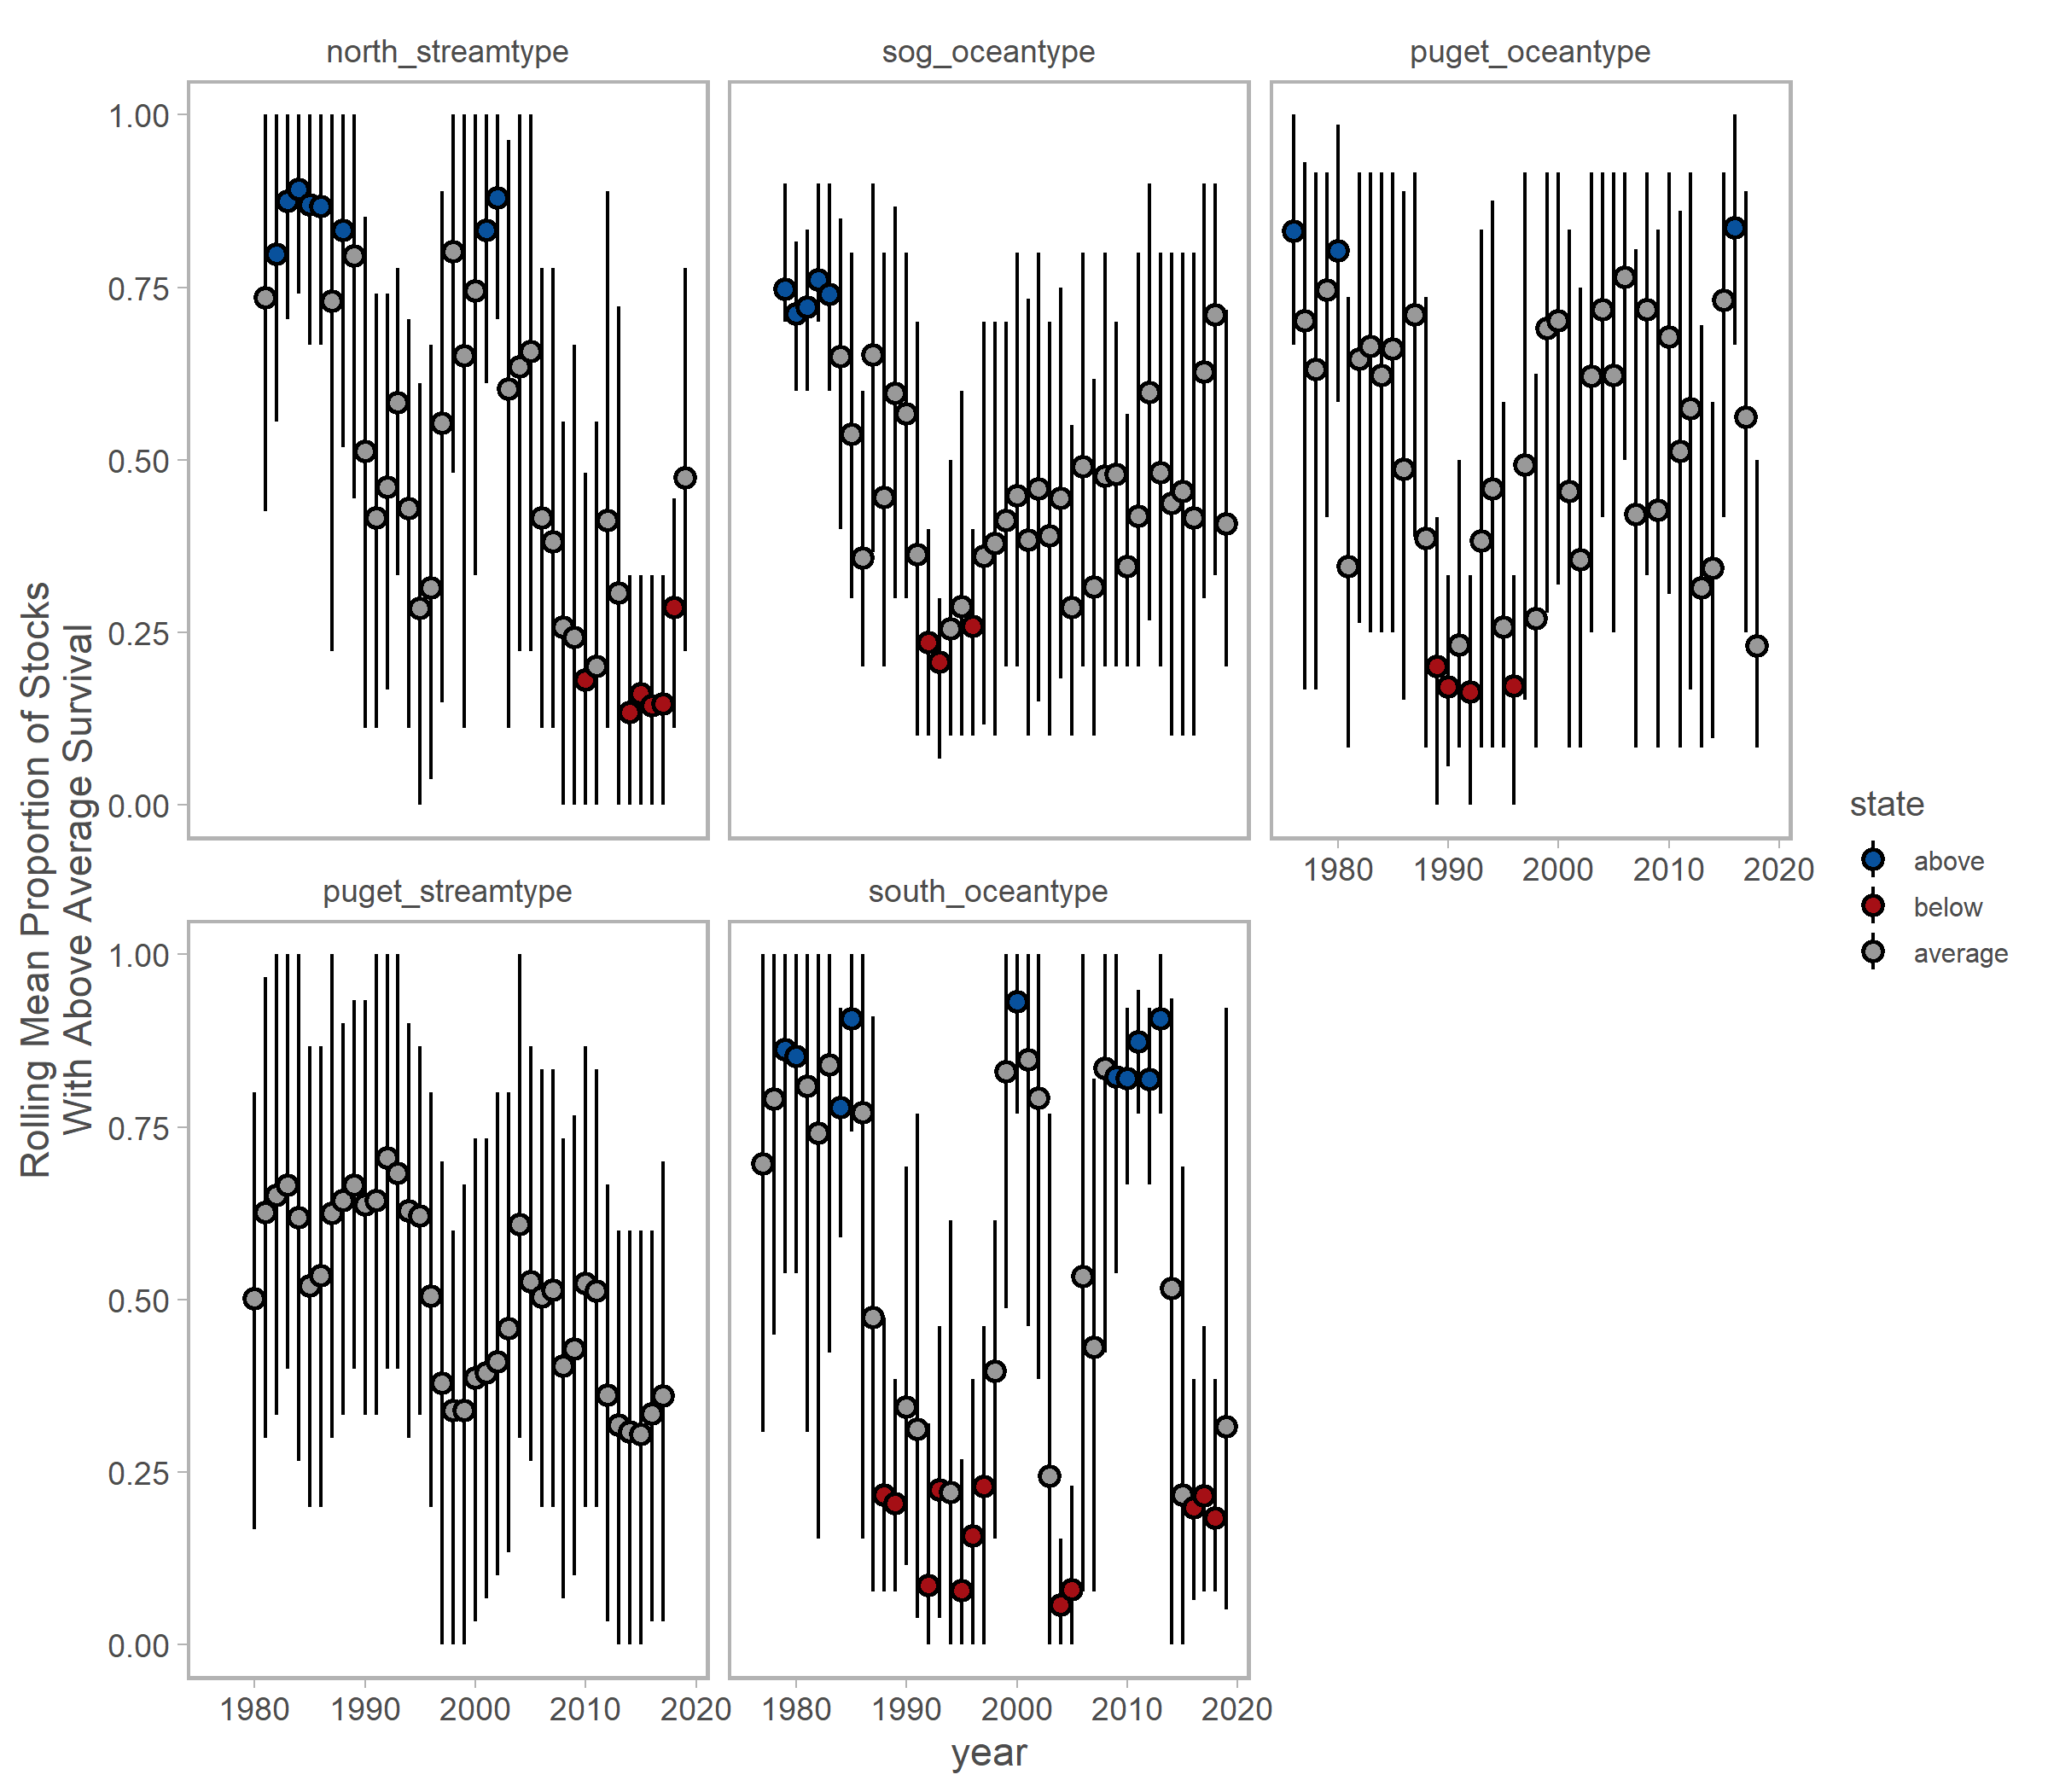 north_streamtype
sog_oceantype
puget_oceantype
1.00
0.75
0.50
0.25
0.00
1980
1990
2000
2010
2020
puget_streamtype
south_oceantype
1.00
0.75
0.50
0.25
0.00
1980
1990
2000
2010
2020
1980
1990
2000
2010
2020
year
Rolling Mean Proportion of Stocks
With Above Average Survival
state
above
below
average